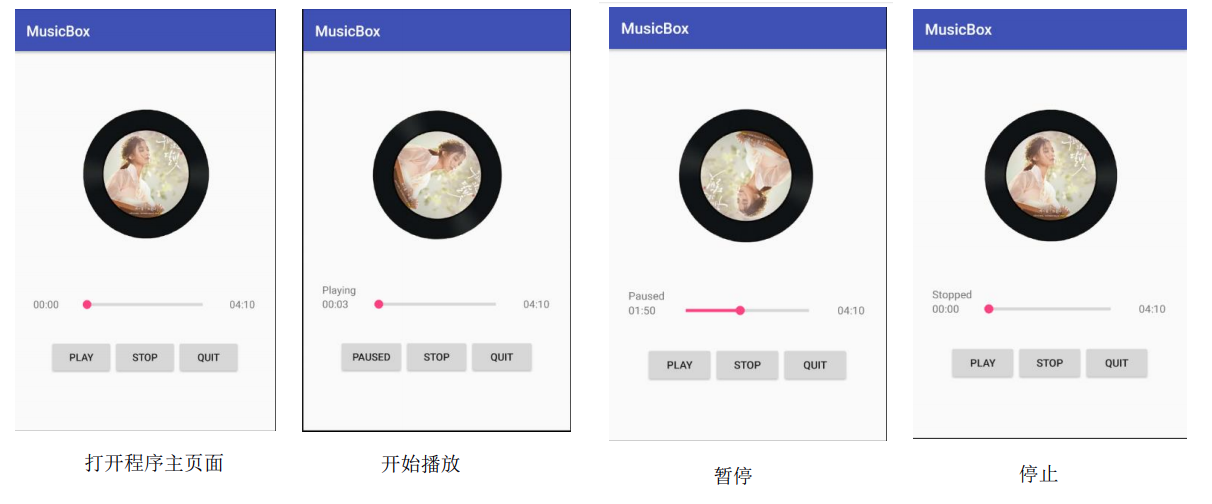 MusicBox
00:00
04:10
PLAY
STOP
QUIT
打开程序主页面
MusicBox
Playing
00:03
04:10
PAUSED
STOP
QUIT
开始播放
MusicBox
Paused
01:50
04:10
PLAY
STOP
QUIT
暂停
MusicBox
Stopped
00:00
04:10
PLAY
STOP
QUIT
停止